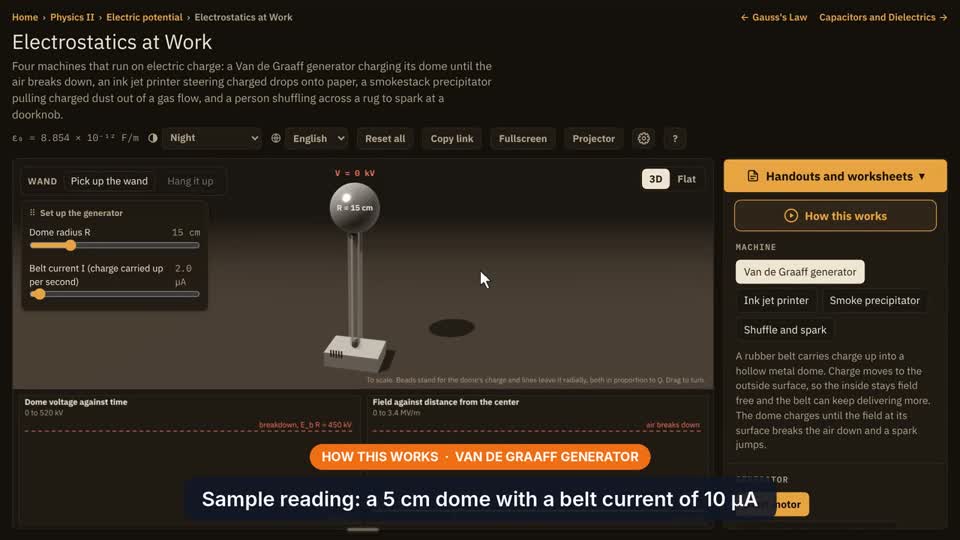 Home › Physics II › Electric potential › Electrostatics at Work
← Gauss's Law Capacitors and Dielectrics →
Electrostatics at Work
Four machines that run on electric charge: a Van de Graaff generator charging its dome until the
air breaks down, an ink jet printer steering charged drops onto paper, a smokestack precipitator
pulling charged dust out of a gas flow, and a person shuffling across a rug to spark at a
doorknob.
ε₀ = 8.854 × 10⁻¹² F/m Night English Reset all Copy link Fullscreen Projector ?
WAND Pick up the wand Hang it up
V = 0 kV
3D Flat
R = 15 cm
Set up the generator
Dome radius R 15 cm
Belt current I (charge carried up per second) 2.0 µA
To scale. Beads stand for the dome's charge and lines leave it radially, both in proportion to Q. Drag to turn
Dome voltage against time
0 to 520 kV
breakdown, E_b R = 450 kV
Field against distance from the center
0 to 3.4 MV/m
air breaks down
Handouts and worksheets ▾
How this works
MACHINE
Van de Graaff generator
Ink jet printer Smoke precipitator
Shuffle and spark
A rubber belt carries charge up into a
hollow metal dome. Charge moves to the
outside surface, so the inside stays field
free and the belt can keep delivering more.
The dome charges until the field at its
surface breaks the air down and a spark
jumps.
HOW THIS WORKS · VAN DE GRAAFF GENERATOR
Sample reading: a 5 cm dome with a belt current of 10 µA
motor